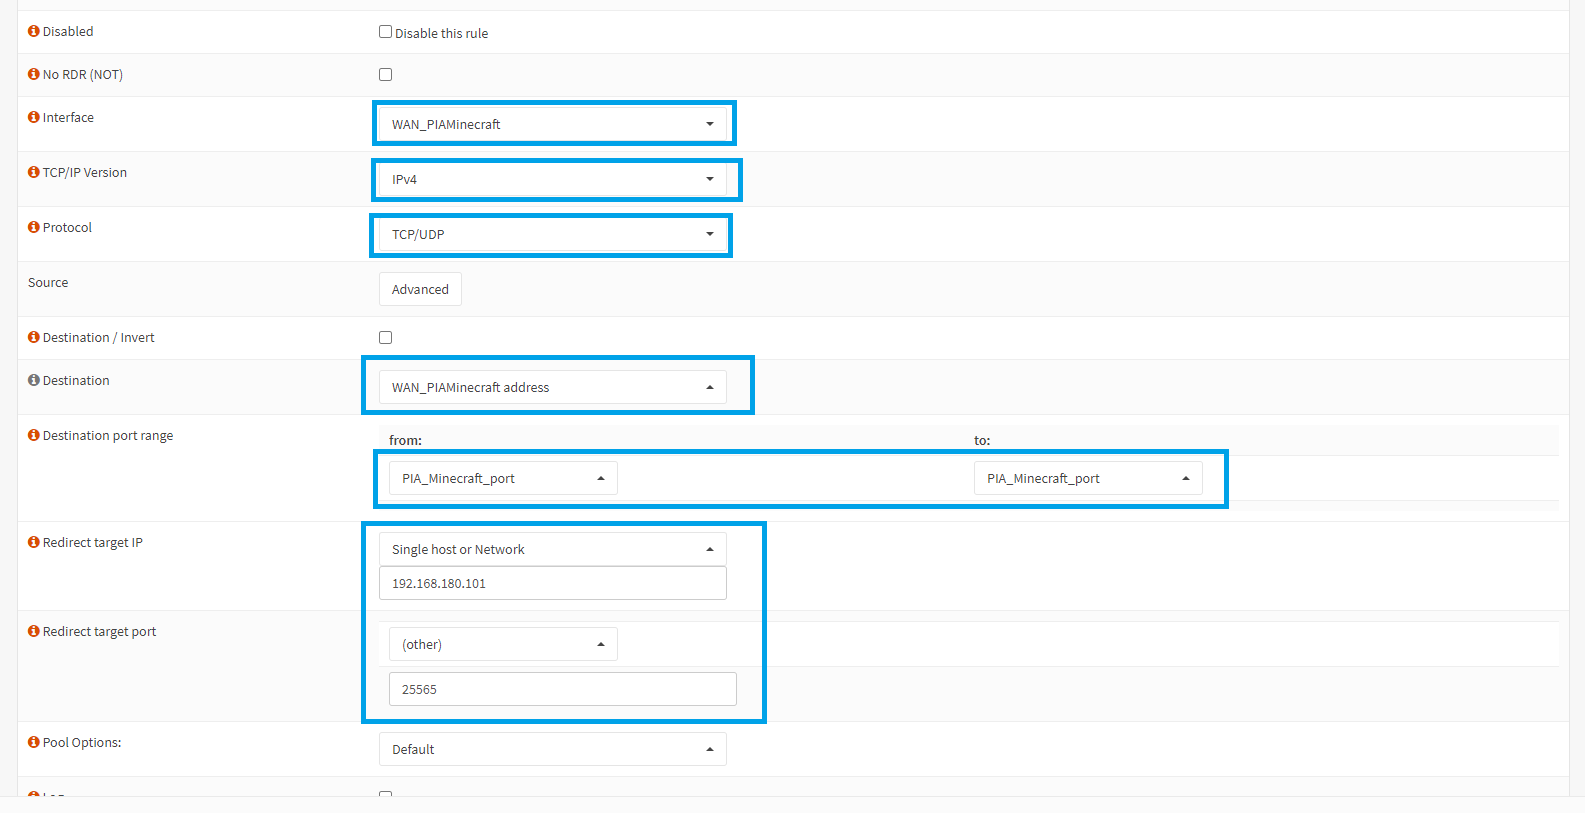 Disabled
Disable this rule
No RDR (NOT)
Interface
WAN_PIAMinecraft
TCP/IP Version
IPv4
Protocol
TCP/UDP
Source
Advanced
Destination / Invert
Destination
WAN_PIAMinecraft address
Destination port range
from:
to:
PIA_Minecraft_port
PIA_Minecraft_port
Redirect target IP
Single host or Network
192.168.180.101
Redirect target port
(other)
25565
Pool Options:
Default